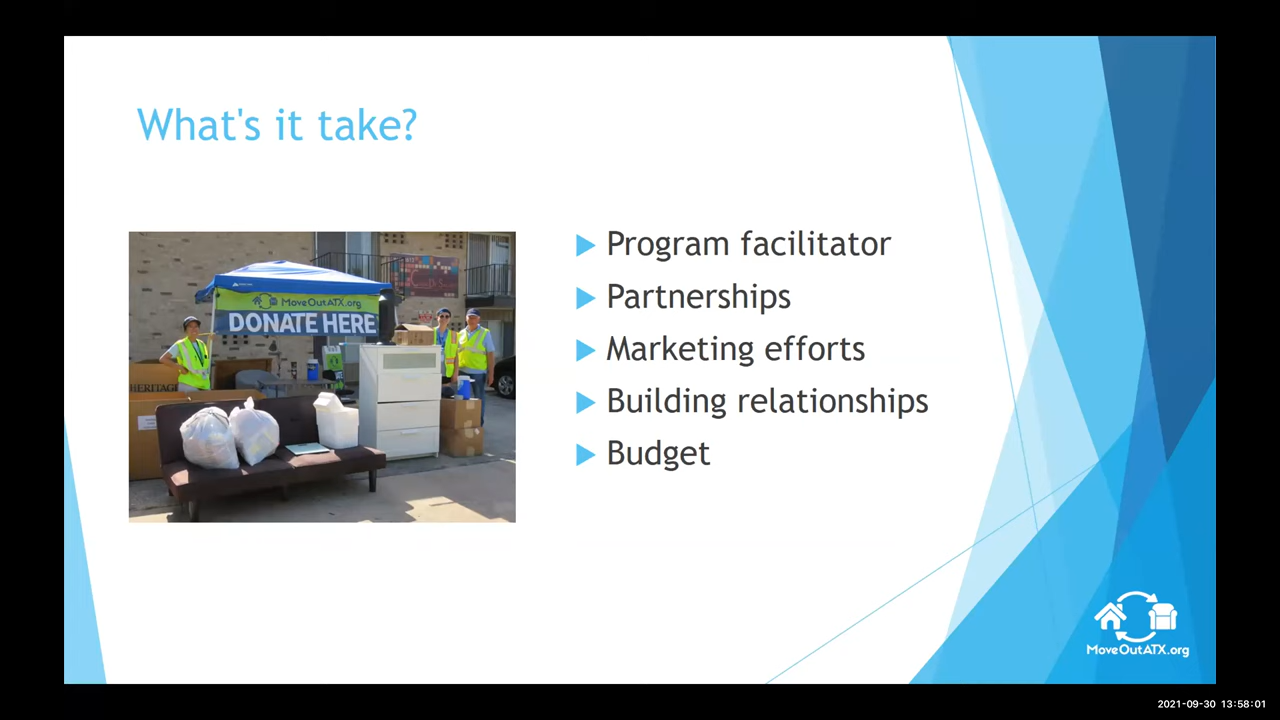 What's it take?
MoveOutATX.org
DONATE HERE
HERITAGE
Program facilitator
Partnerships
Marketing efforts
Building relationships
Budget
MoveOutATX.org
2021-09-30 13:58:01